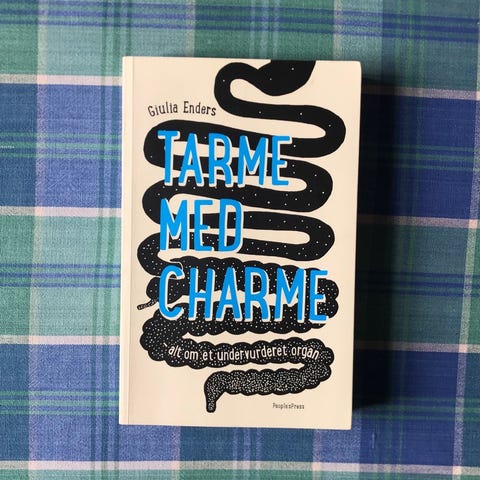 Giulia Enders
TARME
MED
CHARME
- alt om et undervurderet organ
PeoplesPress